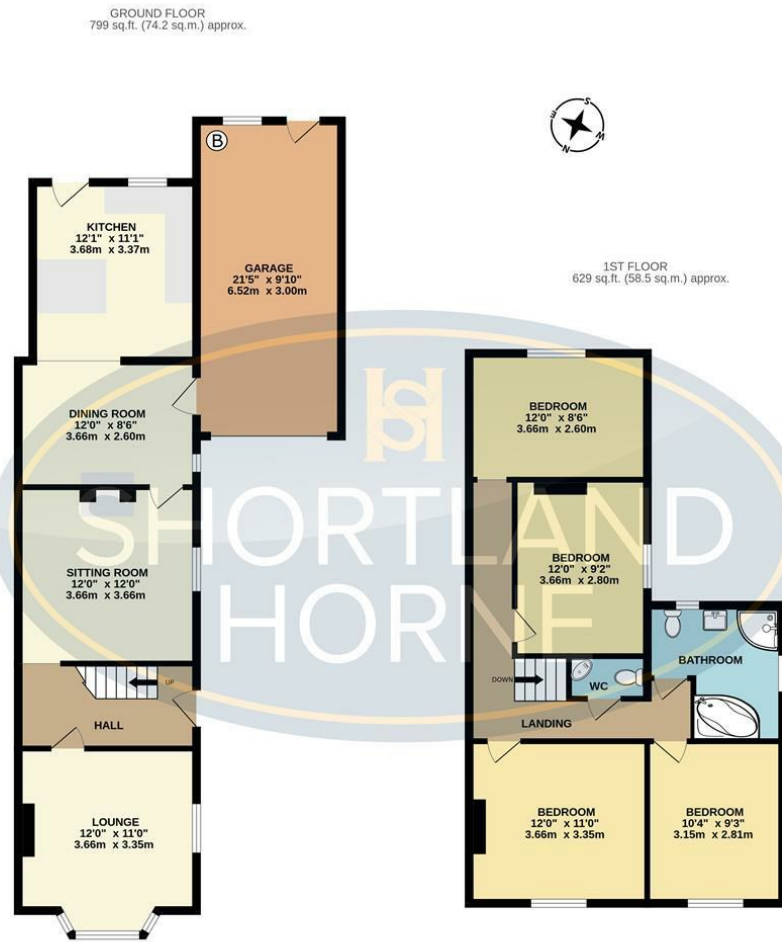 GROUND FLOOR
799 sq.ft. (74.2 sq.m.) approx.
B
KITCHEN
12'1" x 11'1"
3.68m x 3.37m
GARAGE
21'5" x 9'10"
6.52m x 3.00m
DINING ROOM
12'0" x 8'6"
3.66m x 2.60m
SITTING ROOM
12'0" x 12'0"
3.66m x 3.66m
UP
HALL
LOUNGE
12'0" x 11'0"
3.66m x 3.35m
S
W
N
E
1ST FLOOR
629 sq.ft. (58.5 sq.m.) approx.
BEDROOM
12'0" x 8'6"
3.66m x 2.60m
BEDROOM
12'0" x 9'2"
3.66m x 2.80m
BATHROOM
DOWN
WC
LANDING
BEDROOM
12'0" x 11'0"
3.66m x 3.35m
BEDROOM
10'4" x 9'3"
3.15m x 2.81m
HS
SHORTLAND
HORNE